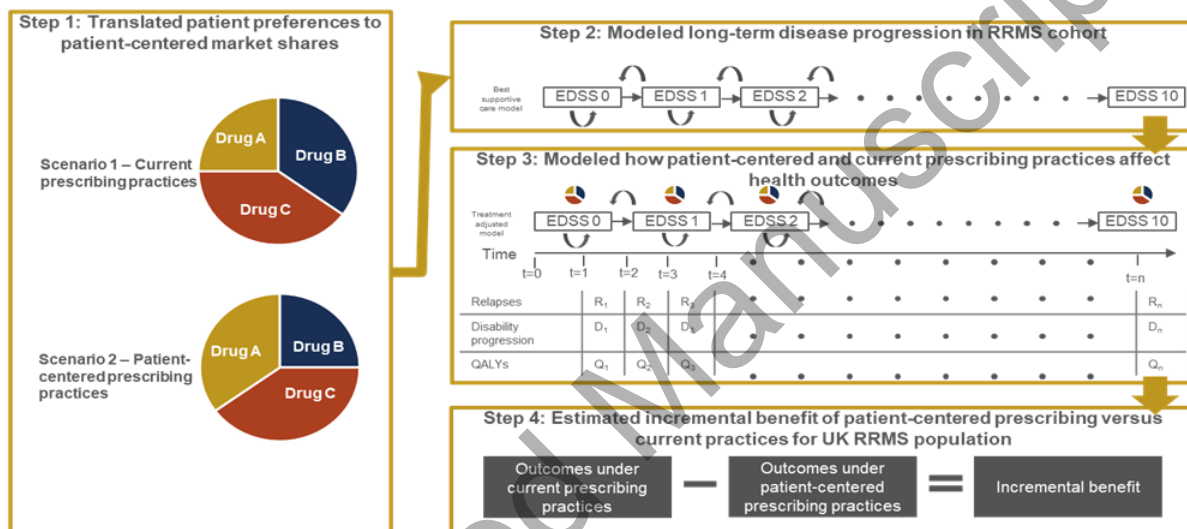 Step 1: Translated patient preferences to
patient-centered market shares
Scenario 1 – Current
prescribing practices
Drug A
Drug B
Drug C
Scenario 2 – Patient-
centered prescribing
practices
Drug A
Drug B
Drug C
Step 2: Modeled long-term disease progression in RRMS cohort
Best
supportive
care model
EDSS 0
EDSS 1
EDSS 2
EDSS 10
Step 3: Modeled how patient-centered and current prescribing practices affect
health outcomes
Treatment
adjusted model
EDSS 0
EDSS 1
EDSS 2
EDSS 10
Time
t=0 t=1 t=2 t=3 t=4 t=n
Relapses R1 R2 R3 Rn
Disability
progression
D1 D2 D3 Dn
QALYs Q1 Q2 Q3 Qn
Step 4: Estimated incremental benefit of patient-centered prescribing versus
current practices for UK RRMS population
Outcomes under
current prescribing
practices
–
Outcomes under
patient-centered
prescribing practices
=
Incremental benefit
ed Manuscrip